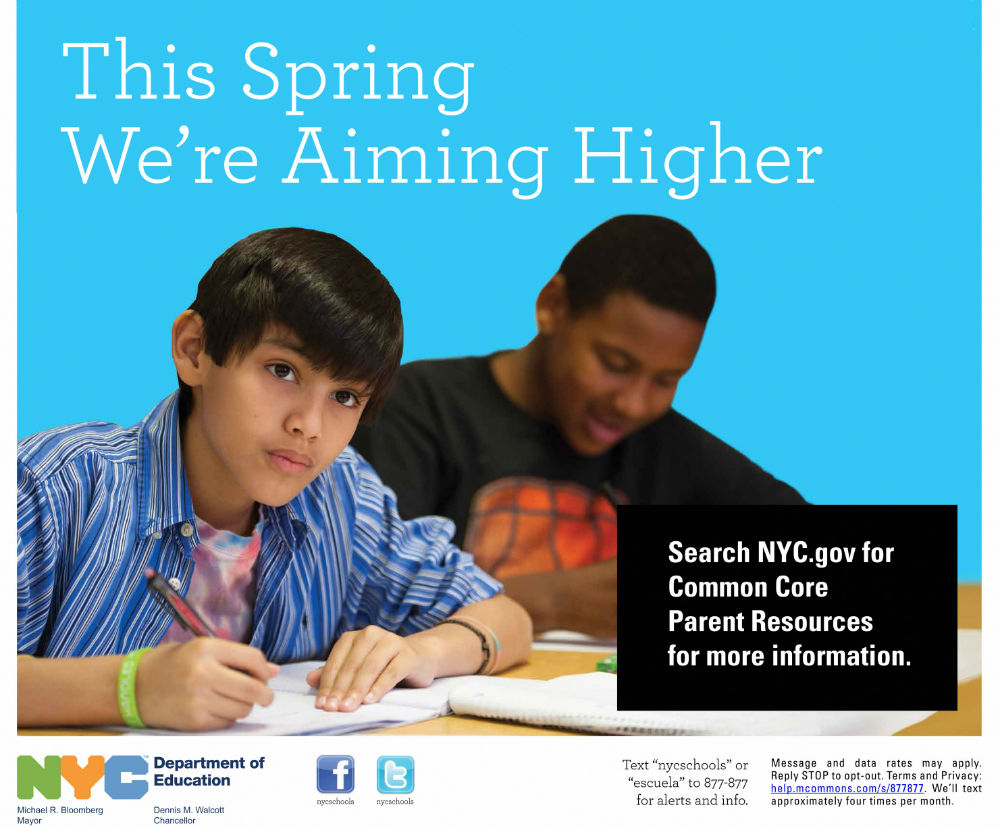 This Spring
We're Aiming Higher
Search NYC.gov for
Common Core
Parent Resources
for more information.
NYC
Department of
Education
Michael R. Bloomberg
Mayor
Dennis M. Walcott
Chancellor
f
nycschools
t
nycschools
Text "nycschools" or
"escuela" to 877-877
for alerts and info.
Message and data rates may apply.
Reply STOP to opt-out. Terms and Privacy:
help.mcommons.com/s/877877. We'll text
approximately four times per month.